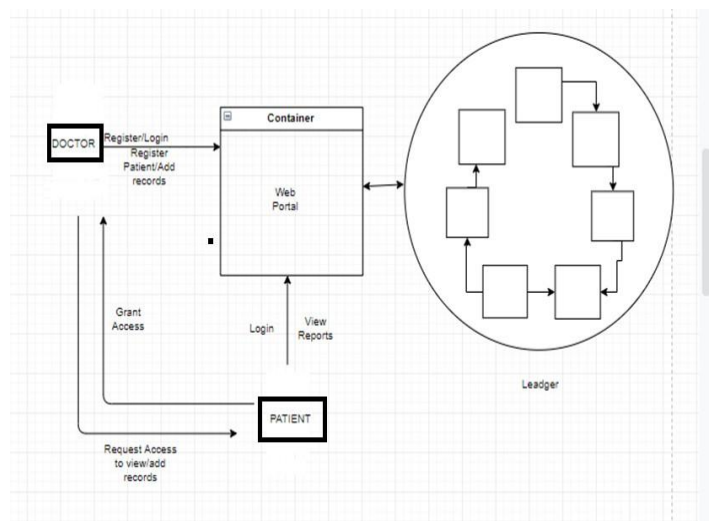 DOCTOR
Register/Login
Register
Patient/Add
records
Container
Web
Portal
Grant
Access
Login
View
Reports
PATIENT
Request Access
to view/add
records
Leadger